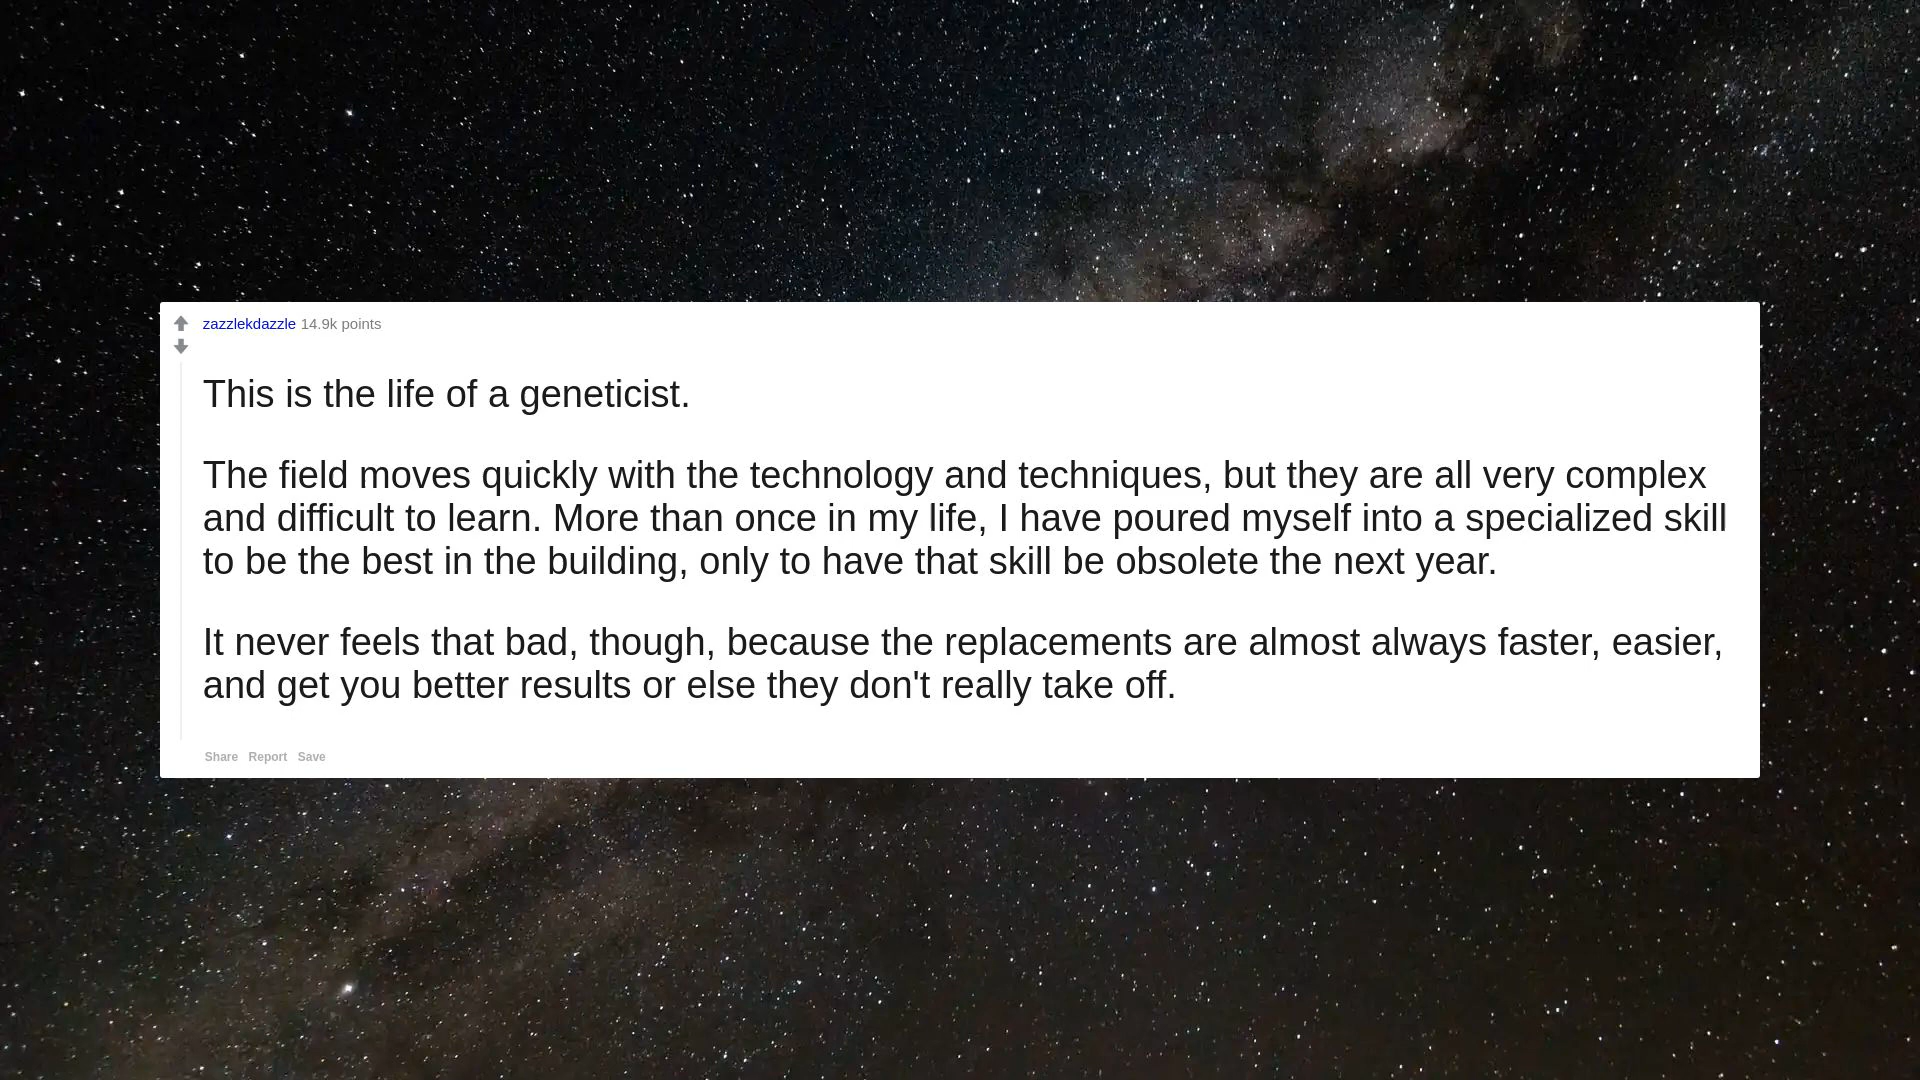 zazzlekdazzle 14.9k points
This is the life of a geneticist.
The field moves quickly with the technology and techniques, but they are all very complex
and difficult to learn. More than once in my life, I have poured myself into a specialized skill
to be the best in the building, only to have that skill be obsolete the next year.
It never feels that bad, though, because the replacements are almost always faster, easier,
and get you better results or else they don't really take off.
Share Report Save